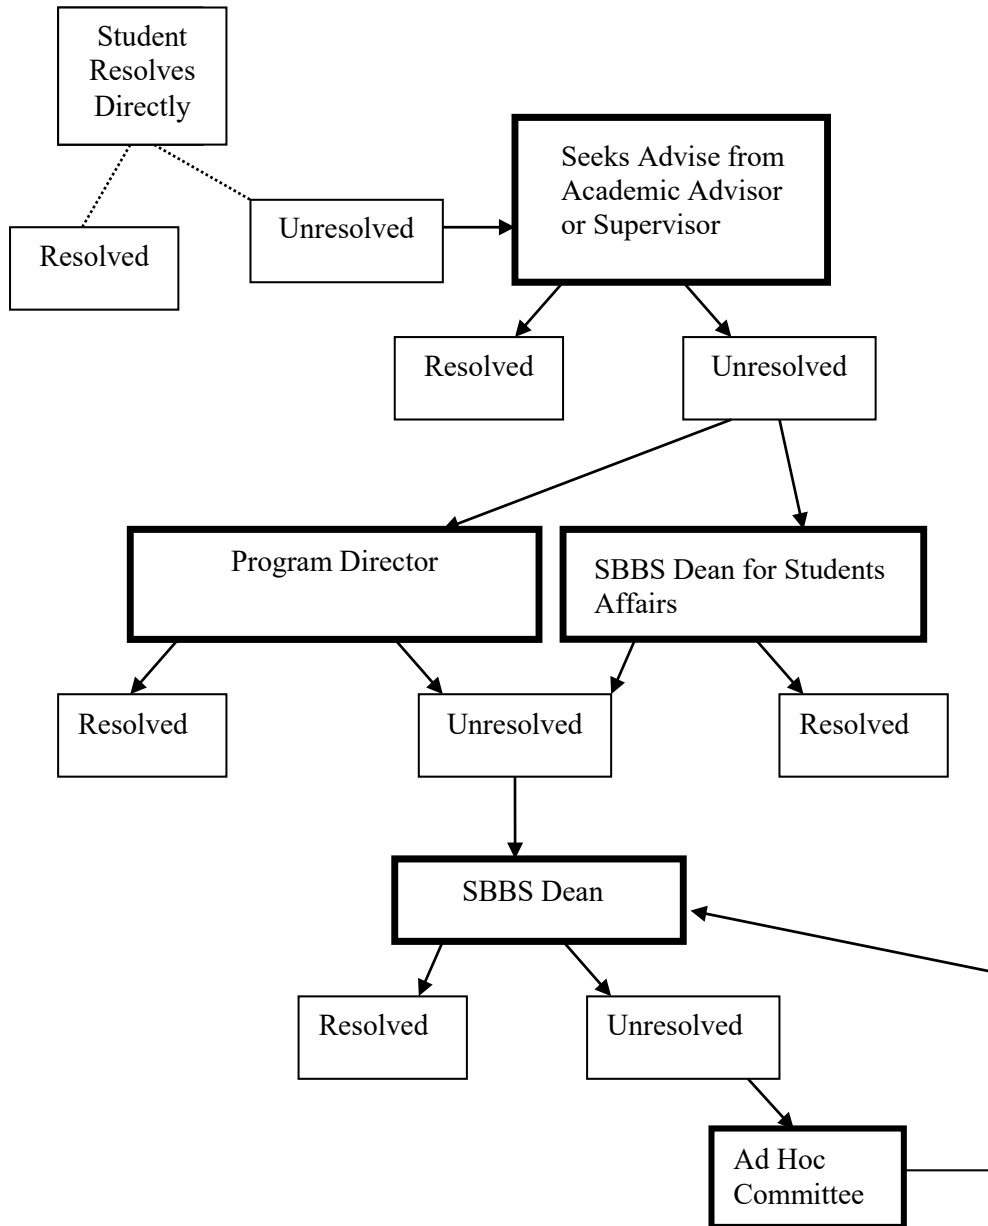 Student
Resolves
Directly
Seeks Advise from
Academic Advisor
or Supervisor
Unresolved
Resolved
Resolved
Unresolved
Program Director
SBBS Dean for Students
Affairs
Resolved
Unresolved
Resolved
SBBS Dean
Resolved
Unresolved
Ad Hoc
Committee